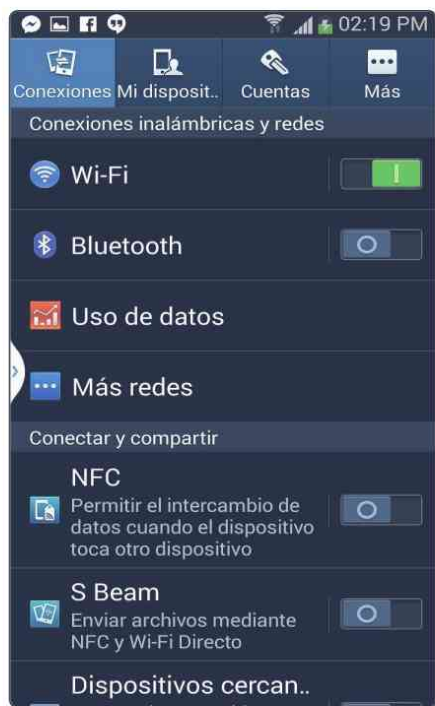 02:19 PM
Conexiones Mi disposit.. Cuentas Más
Conexiones inalámbricas y redes
Wi-Fi
Bluetooth
Uso de datos
Más redes
Conectar y compartir
NFC
Permitir el intercambio de
datos cuando el dispositivo
toca otro dispositivo
S Beam
Enviar archivos mediante
NFC y Wi-Fi Directo
Dispositivos cercan..